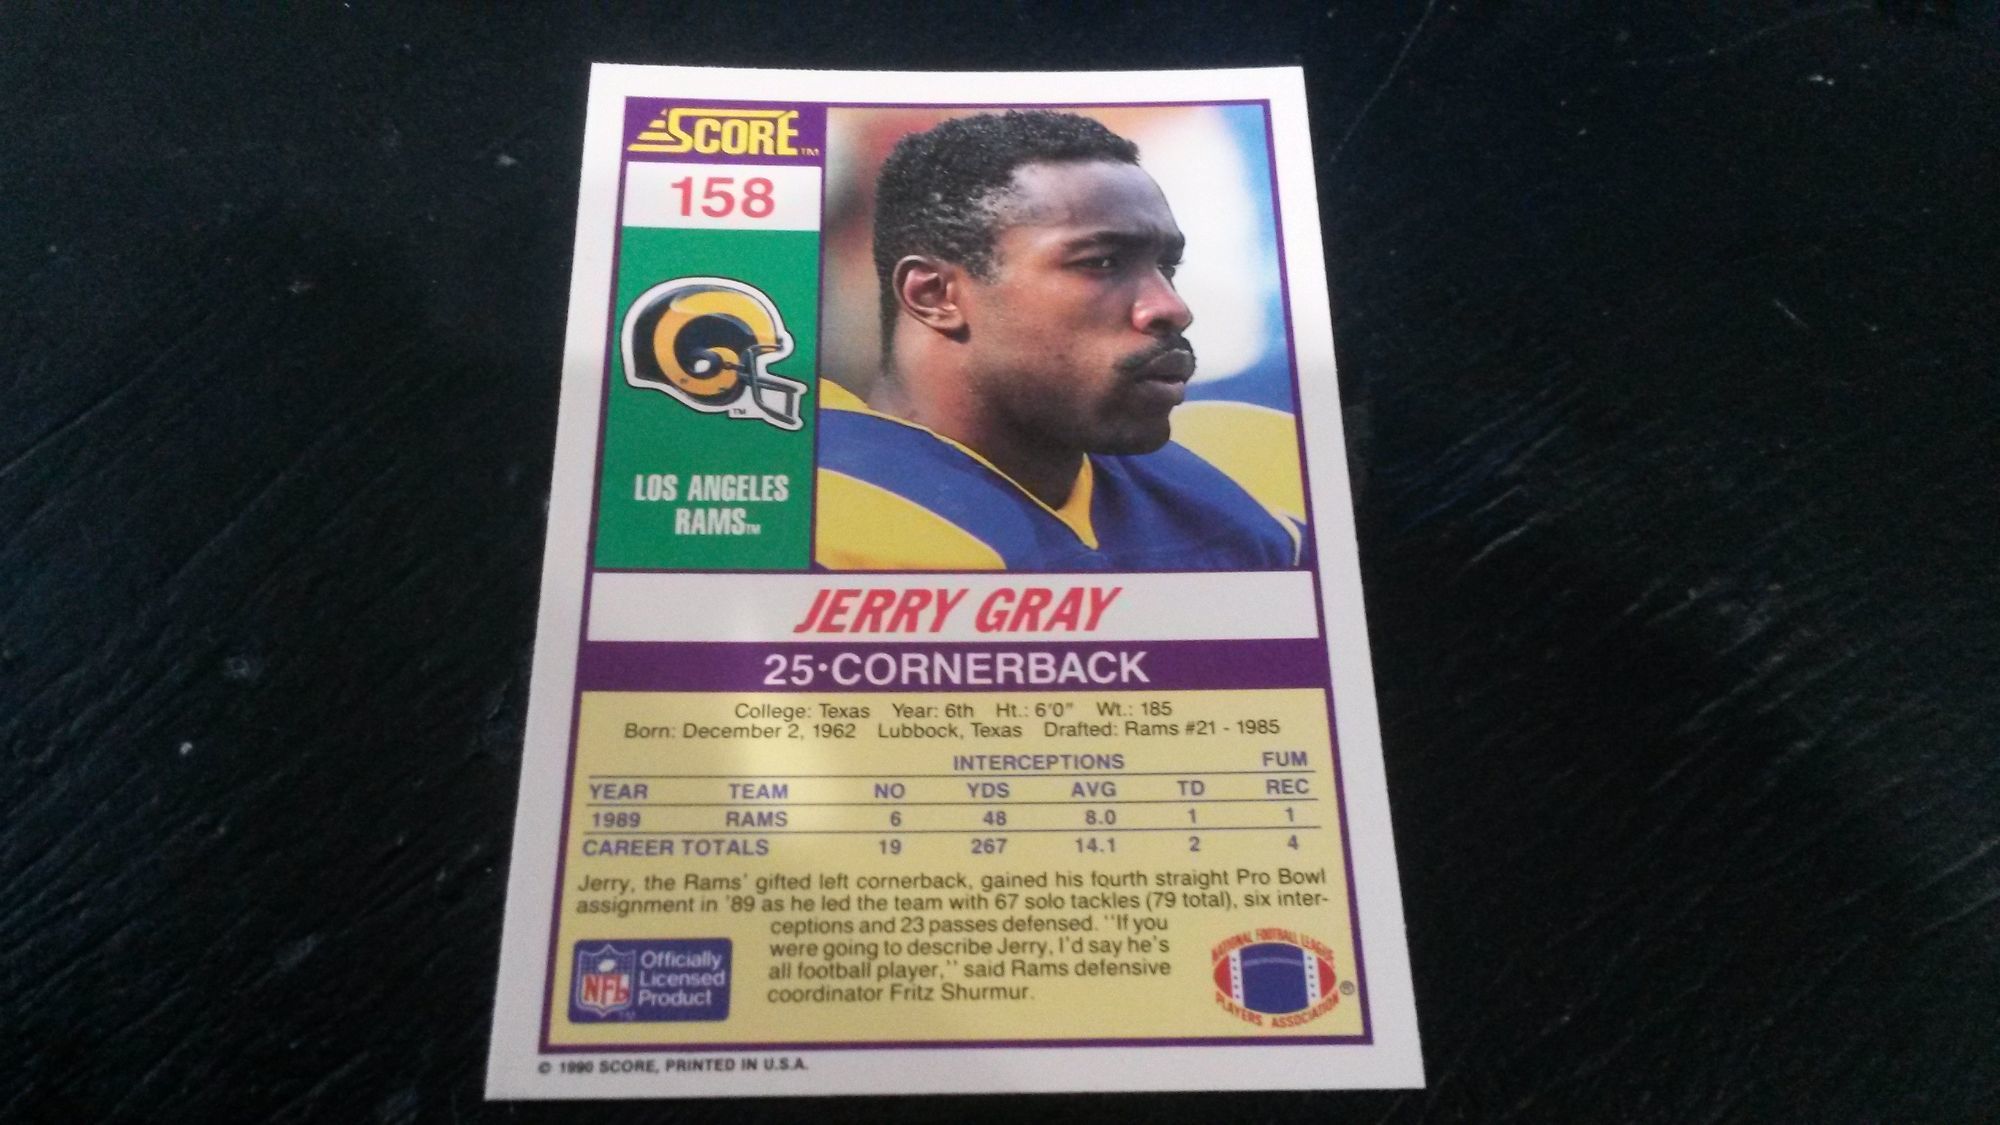 SCORE TM
158
TM
LOS ANGELES
RAMS TM
JERRY GRAY
25·CORNERBACK
College: Texas Year: 6th Ht.: 6'0" Wt.: 185
Born: December 2, 1962 Lubbock, Texas Drafted: Rams #21 - 1985
INTERCEPTIONS FUM
YEAR TEAM NO YDS AVG TD REC
1989 RAMS 6 48 8.0 1 1
CAREER TOTALS 19 267 14.1 2 4
Jerry, the Rams' gifted left cornerback, gained his fourth straight Pro Bowl
assignment in '89 as he led the team with 67 solo tackles (79 total), six inter-
ceptions and 23 passes defensed. "If you
were going to describe Jerry, I'd say he's
all football player," said Rams defensive
coordinator Fritz Shurmur.
NFL TM
Officially
Licensed
Product
NATIONAL FOOTBALL LEAGUE
PLAYERS ASSOCIATION ®
© 1990 SCORE, PRINTED IN U.S.A.